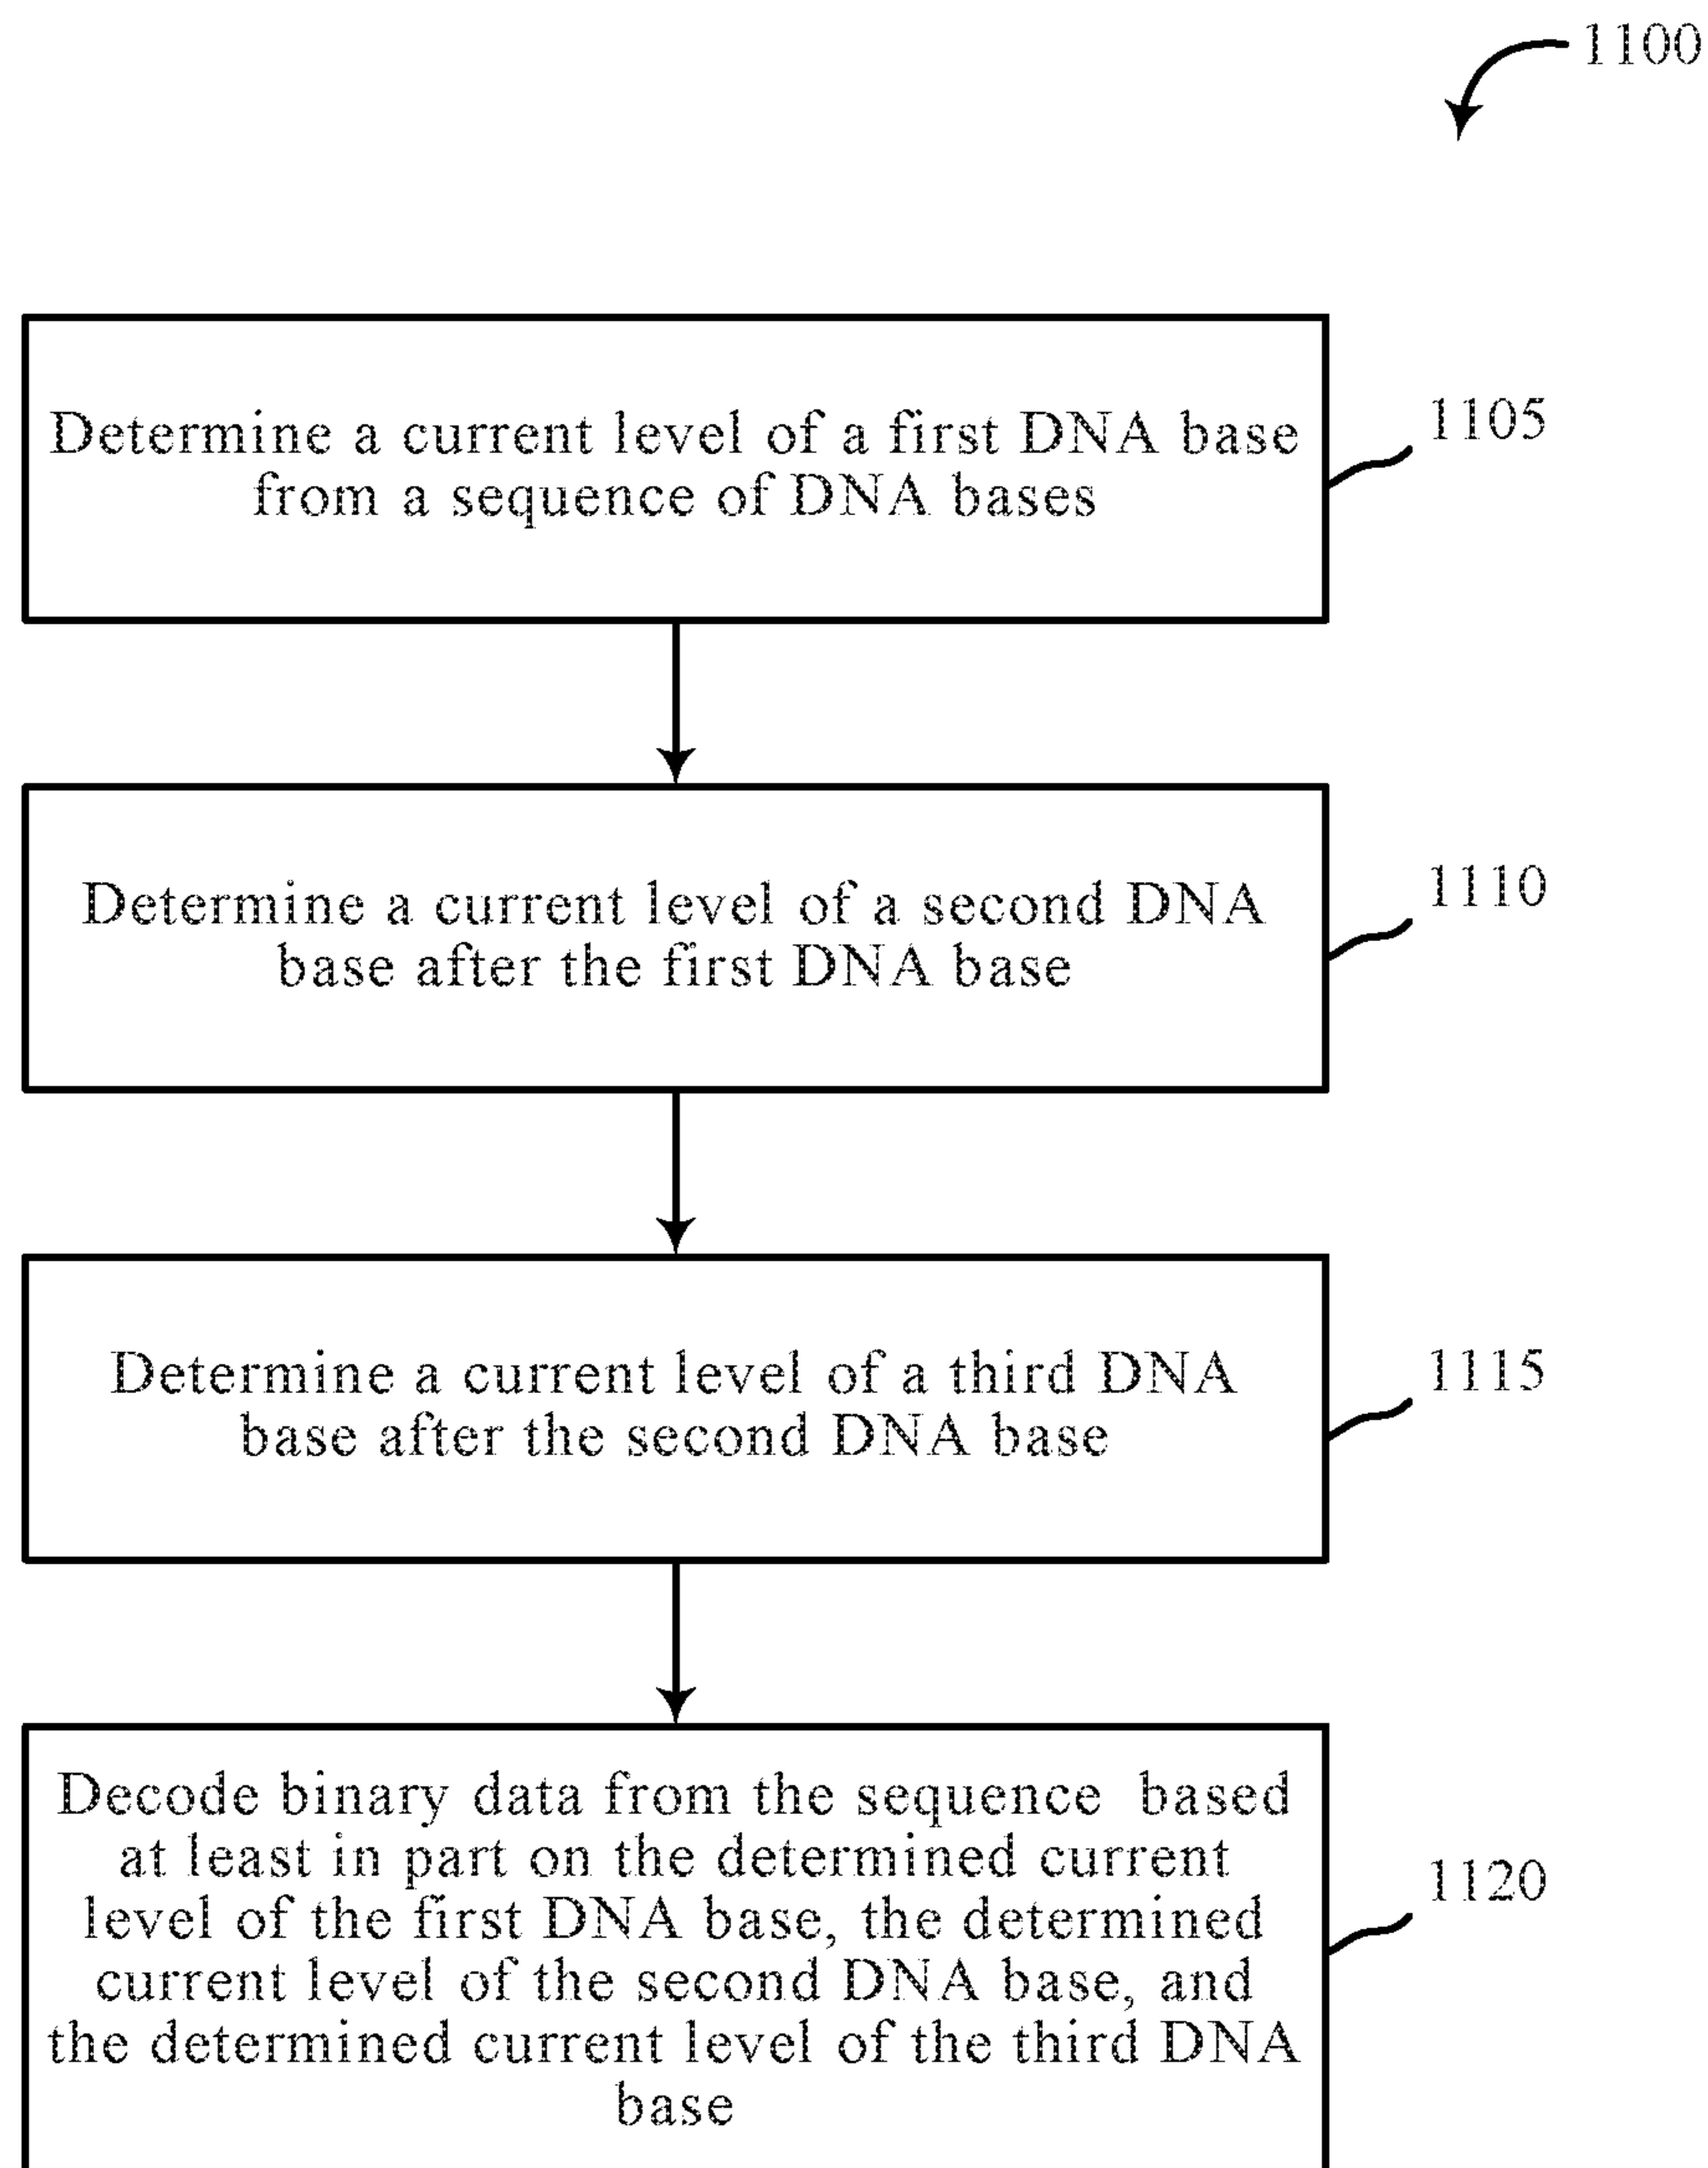 1100
Determine a current level of a first DNA base
from a sequence of DNA bases
1105
Determine a current level of a second DNA
base after the first DNA base
1110
Determine a current level of a third DNA
base after the second DNA base
1115
Decode binary data from the sequence based
at least in part on the determined current
level of the first DNA base, the determined
current level of the second DNA base, and
the determined current level of the third DNA
base
1120